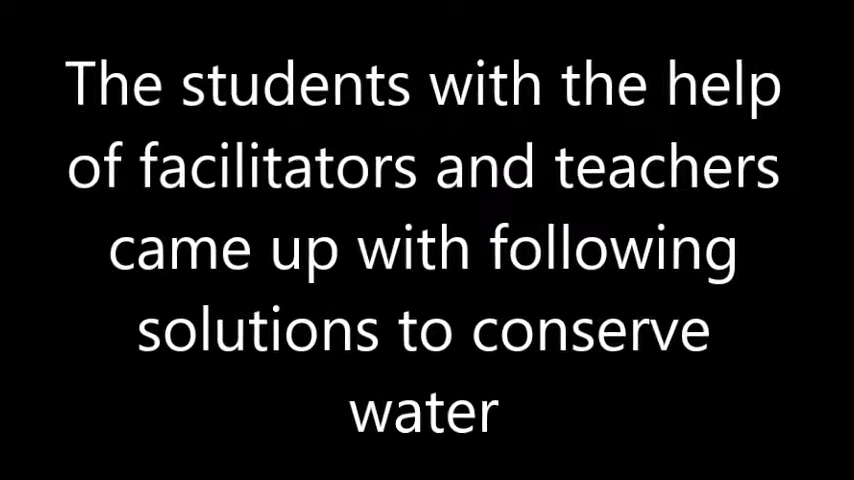 The students with the help
of facilitators and teachers
came up with following
solutions to conserve
water